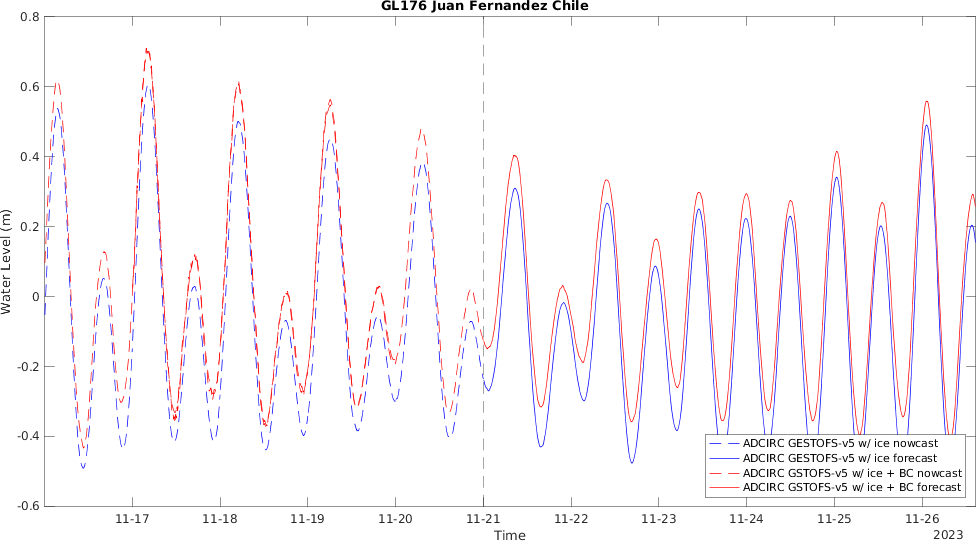 GL176 Juan Fernandez Chile
0.8
0.6
0.4
0.2
0
-0.2
-0.4
-0.6
Water Level (m)
11-17 11-18 11-19 11-20 11-21 11-22 11-23 11-24 11-25 11-26
Time
2023
ADCIRC GESTOFS-v5 w/ ice nowcast
ADCIRC GESTOFS-v5 w/ ice forecast
ADCIRC GSTOFS-v5 w/ ice + BC nowcast
ADCIRC GSTOFS-v5 w/ ice + BC forecast